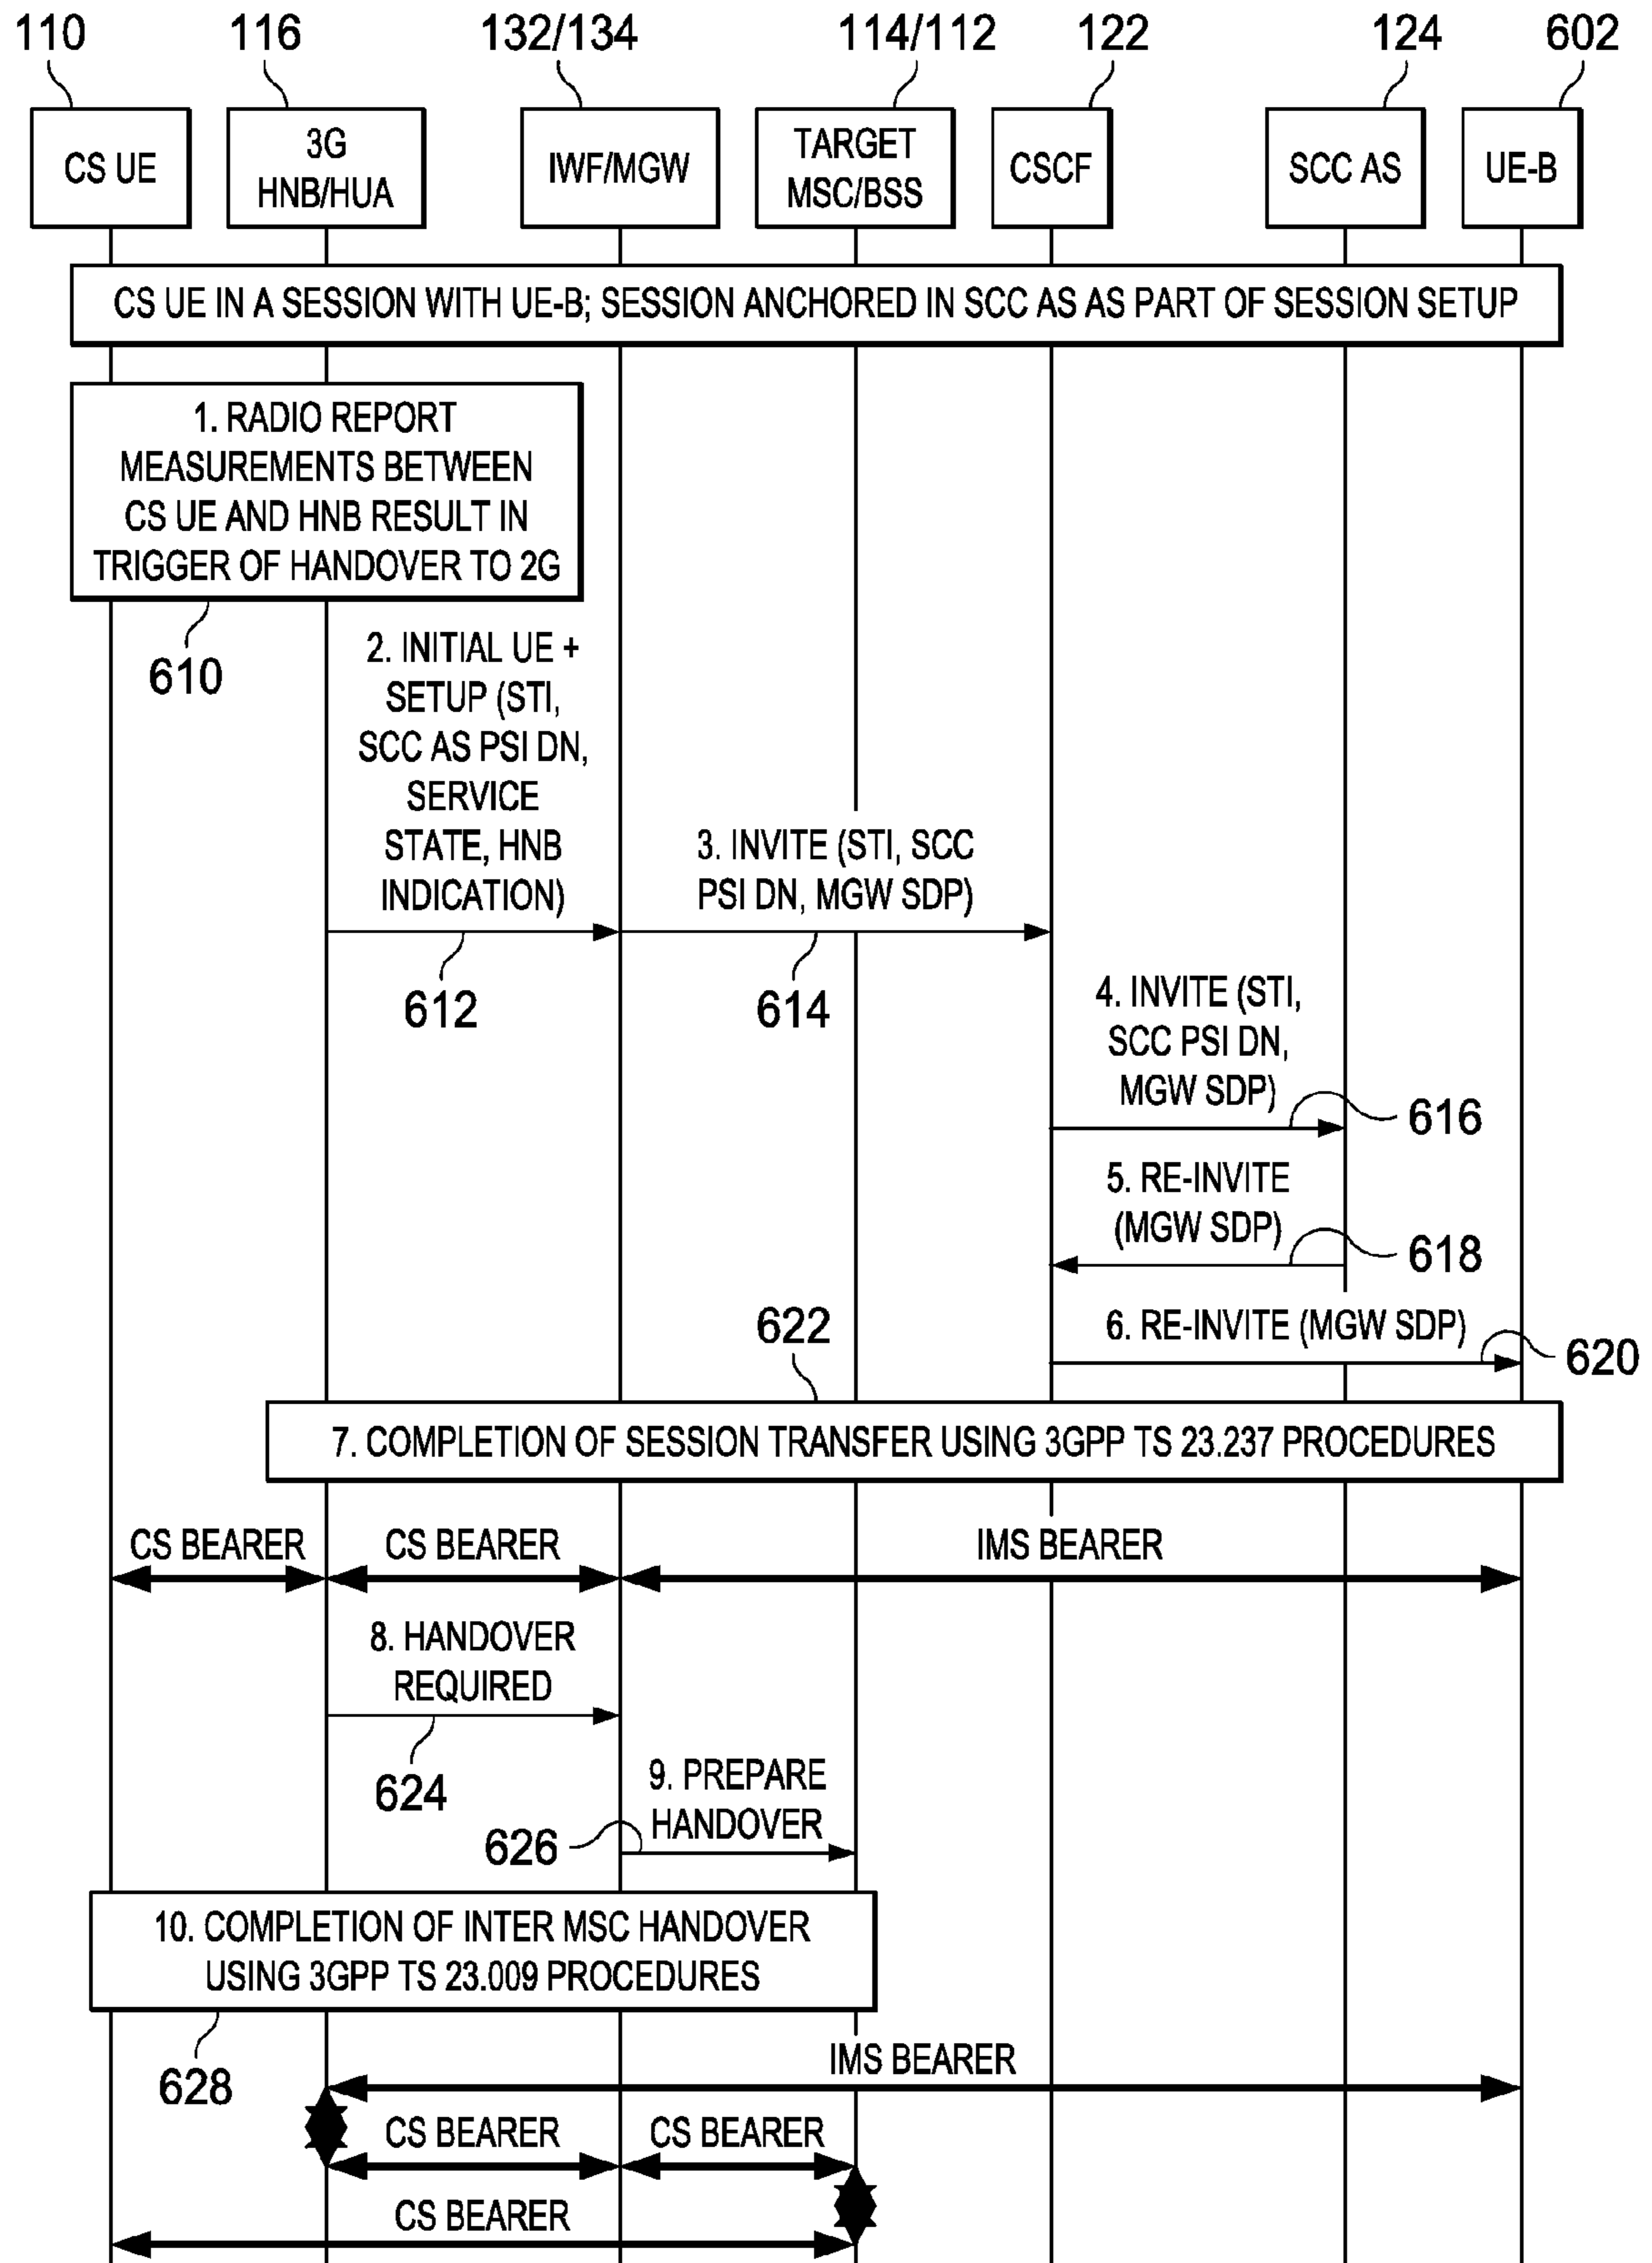 110
116
132/134
114/112
122
124
602
CS UE
3G
HNB/HUA
IWF/MGW
TARGET
MSC/BSS
CSCF
SCC AS
UE-B
CS UE IN A SESSION WITH UE-B; SESSION ANCHORED IN SCC AS AS PART OF SESSION SETUP
1. RADIO REPORT
MEASUREMENTS BETWEEN
CS UE AND HNB RESULT IN
TRIGGER OF HANDOVER TO 2G
610
2. INITIAL UE +
SETUP (STI,
SCC AS PSI DN,
SERVICE
STATE, HNB
INDICATION)
612
3. INVITE (STI, SCC
PSI DN, MGW SDP)
614
4. INVITE (STI,
SCC PSI DN,
MGW SDP)
616
5. RE-INVITE
(MGW SDP)
618
6. RE-INVITE (MGW SDP)
620
622
7. COMPLETION OF SESSION TRANSFER USING 3GPP TS 23.237 PROCEDURES
CS BEARER
CS BEARER
IMS BEARER
8. HANDOVER
REQUIRED
624
9. PREPARE
HANDOVER
626
10. COMPLETION OF INTER MSC HANDOVER
USING 3GPP TS 23.009 PROCEDURES
628
IMS BEARER
CS BEARER
CS BEARER
CS BEARER